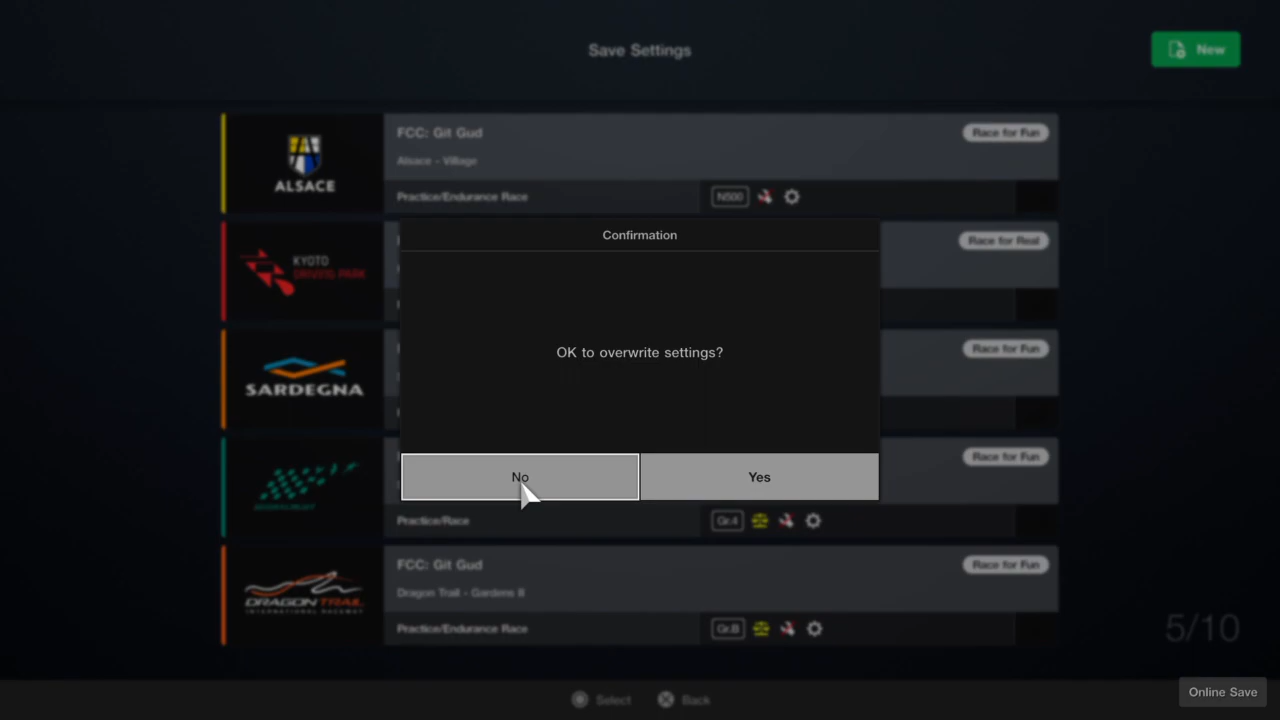 Save Settings
New
FCC: Git Gud
Race for Fun
Alsace - Village
ALSACE
Practice/Endurance Race
N500
Confirmation
Race for Real
KYOTO
DRIVING PARK
OK to overwrite settings?
Race for Fun
SARDEGNA
Race for Fun
No
Yes
Practice/Race
Gr.4
FCC: Git Gud
Race for Fun
Dragon Trail - Gardens II
DRAGON TRAIL
INTERNATIONAL RACEWAY
Practice/Endurance Race
Gr.B
5/10
Online Save
Select
Back